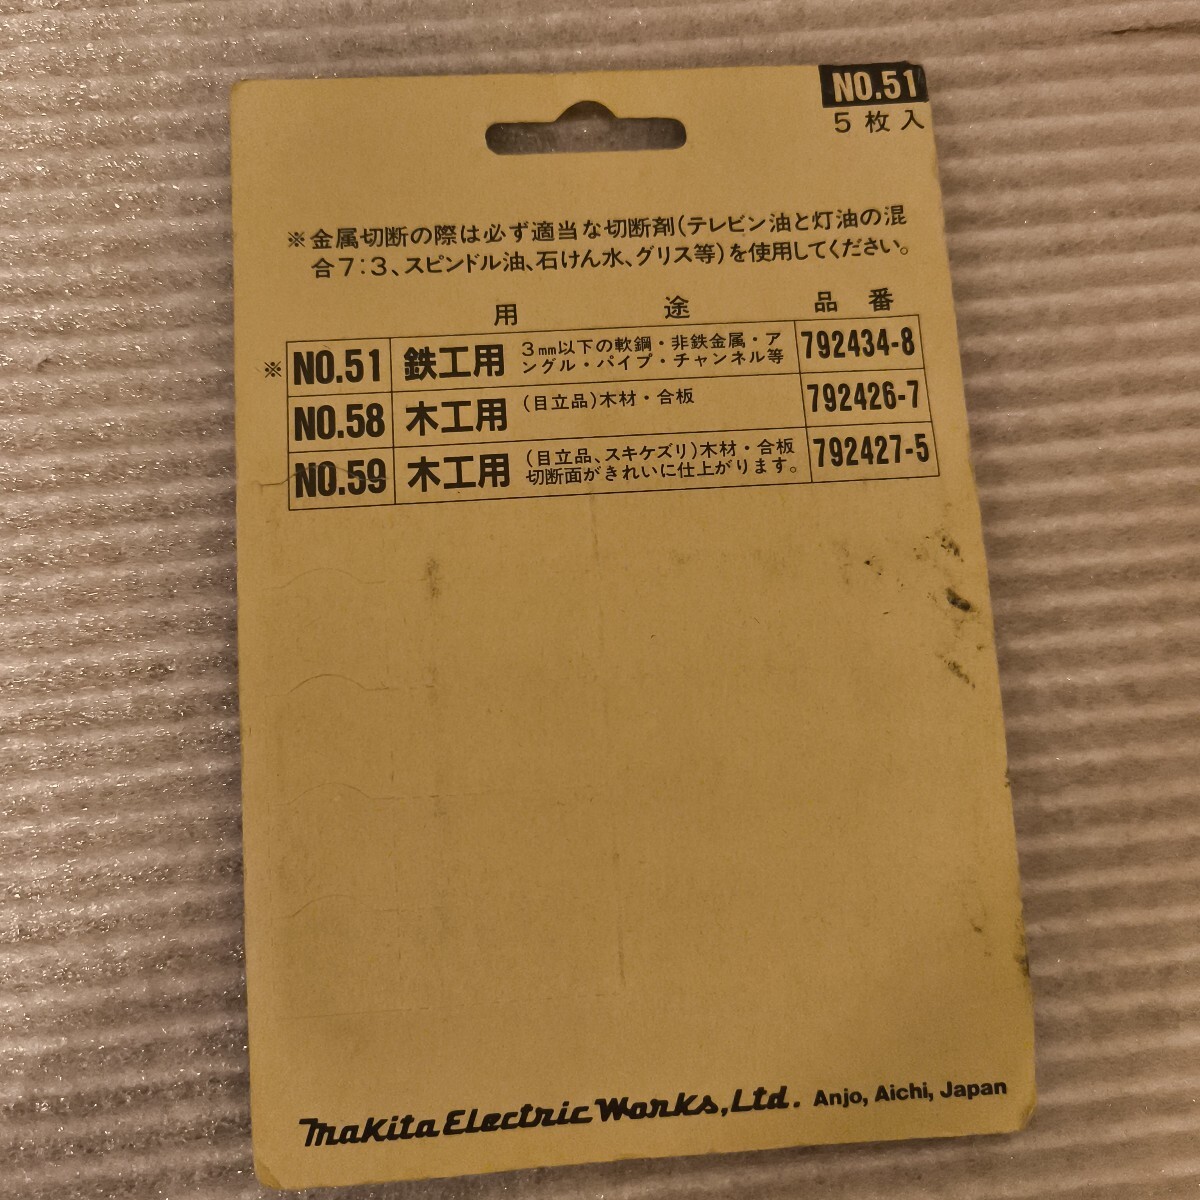 NO.51
5枚入
※金属切断の際は必ず適当な切断剤(テレビン油と灯油の混
合7:3、スピンドル油、石けん水、グリス等)を使用してください。
用途 品番
※ NO.51 鉄工用 3mm以下の軟鋼・非鉄金属・ア
ングル・パイプ・チャンネル等 792434-8
NO.58 木工用 (目立品)木材・合板 792426-7
NO.59 木工用 (目立品、スキケズリ)木材・合板
切断面がきれいに仕上がります。 792427-5
Makita Electric Works, Ltd. Anjo, Aichi, Japan